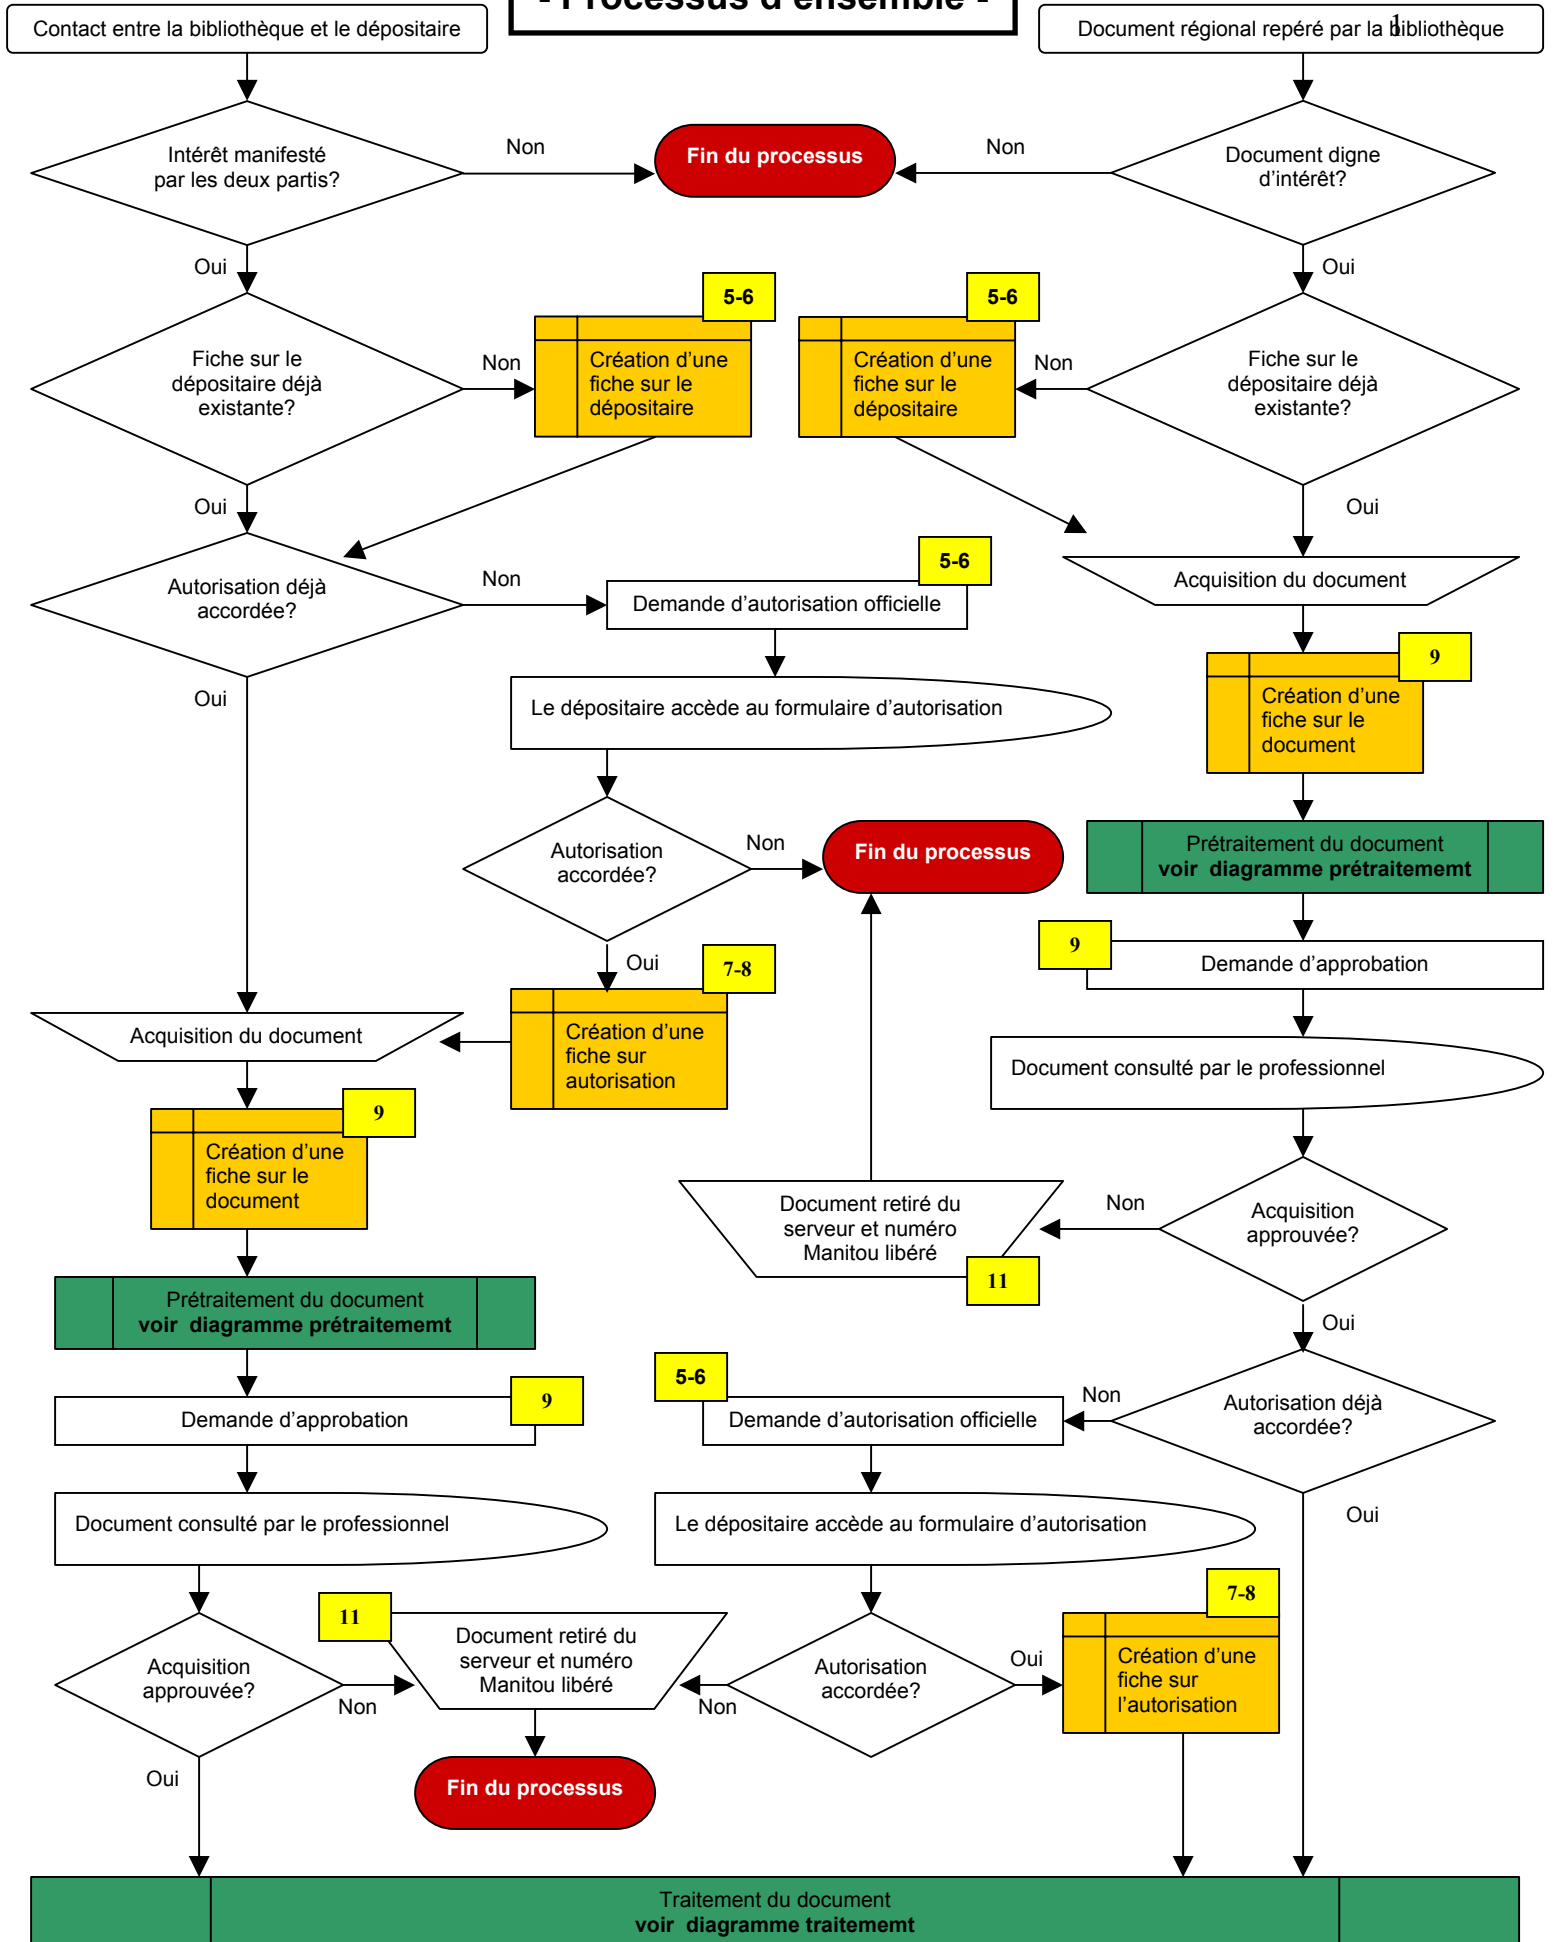 - Processus d'ensemble -
Contact entre la bibliothèque et le dépositaire
Document régional repéré par la bibliothèque
1
Intérêt manifesté
par les deux partis?
Non
Fin du processus
Non
Document digne
d'intérêt?
Oui
Oui
5-6
5-6
Fiche sur le
dépositaire déjà
existante?
Non
Création d'une
fiche sur le
dépositaire
Création d'une
fiche sur le
dépositaire
Non
Fiche sur le
dépositaire déjà
existante?
Oui
Oui
Autorisation déjà
accordée?
Non
5-6
Demande d'autorisation officielle
Acquisition du document
Oui
Le dépositaire accède au formulaire d'autorisation
9
Création d'une
fiche sur le
document
Autorisation
accordée?
Non
Fin du processus
Prétraitement du document
voir  diagramme prétraitememt
Oui
7-8
9
Demande d'approbation
Acquisition du document
Création d'une
fiche sur
autorisation
Document consulté par le professionnel
9
Création d'une
fiche sur le
document
Document retiré du
serveur et numéro
Manitou libéré
11
Non
Acquisition
approuvée?
Prétraitement du document
voir  diagramme prétraitememt
Oui
9
Demande d'approbation
5-6
Demande d'autorisation officielle
Non
Autorisation déjà
accordée?
Document consulté par le professionnel
Le dépositaire accède au formulaire d'autorisation
Oui
11
7-8
Acquisition
approuvée?
Non
Document retiré du
serveur et numéro
Manitou libéré
Non
Autorisation
accordée?
Oui
Création d'une
fiche sur
l'autorisation
Oui
Fin du processus
Traitement du document
voir  diagramme traitememt